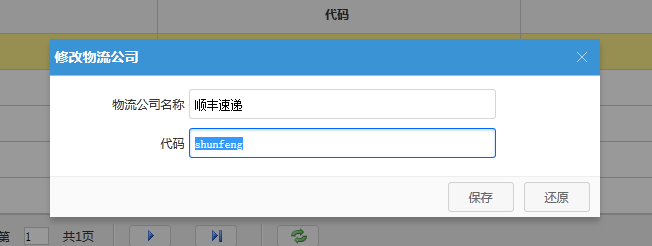 代码
修改物流公司
物流公司名称 顺丰速递
代码 shunfeng
保存 还原
第 1 共1页